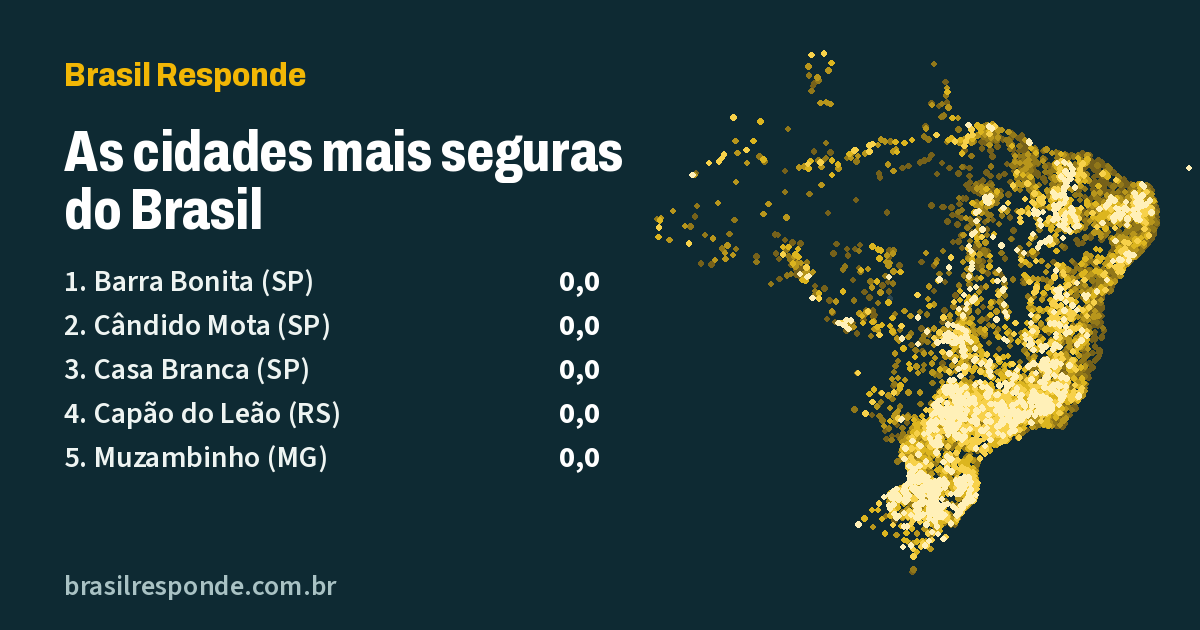 Brasil Responde
As cidades mais seguras
do Brasil
1. Barra Bonita (SP) 0,0
2. Cândido Mota (SP) 0,0
3. Casa Branca (SP) 0,0
4. Capão do Leão (RS) 0,0
5. Muzambinho (MG) 0,0
brasilresponde.com.br